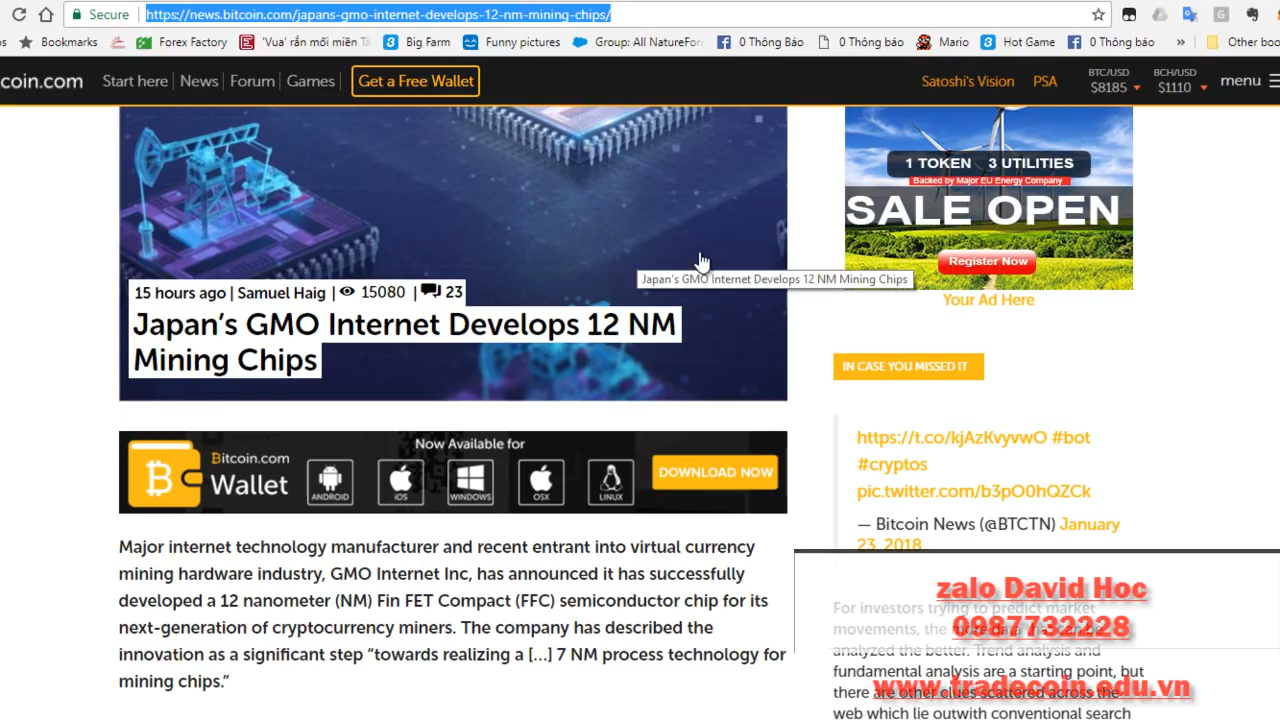 Secure https://news.bitcoin.com/japans-gmo-internet-develops-12-nm-mining-chips/
Bookmarks Forex Factory 'Vua' rắn mối miền Tâ Big Farm Funny pictures Group: All NatureFor 0 Thông Báo 0 Thông báo Mario Hot Game 0 Thông Báo » Other boo
coin.com Start here News Forum Games Get a Free Wallet Satoshi's Vision PSA BTC/USD $8185 BCH/USD $1110 menu
1 TOKEN 3 UTILITIES
Backed by Major EU Energy Company
SALE OPEN
Register Now
Your Ad Here
Japan's GMO Internet Develops 12 NM Mining Chips
15 hours ago | Samuel Haig | 15080 | 23
Japan's GMO Internet Develops 12 NM
Mining Chips
IN CASE YOU MISSED IT
Now Available for
Bitcoin.com
Wallet
ANDROID iOS WINDOWS OSX LINUX
DOWNLOAD NOW
https://t.co/kjAzKvyvwO #bot
#cryptos
pic.twitter.com/b3pO0hQZCk
— Bitcoin News (@BTCTN) January
23, 2018
Major internet technology manufacturer and recent entrant into virtual currency
mining hardware industry, GMO Internet Inc, has announced it has successfully
developed a 12 nanometer (NM) Fin FET Compact (FFC) semiconductor chip for its
next-generation of cryptocurrency miners. The company has described the
innovation as a significant step “towards realizing a […] 7 NM process technology for
mining chips.”
For investors trying to predict market
movements, the more data that can be
analyzed the better. Trend analysis and
fundamental analysis are a starting point, but
there are other clues scattered across the
web which lie outwith conventional search
zalo David Hoc
0987732228
www.tradecoin.edu.vn